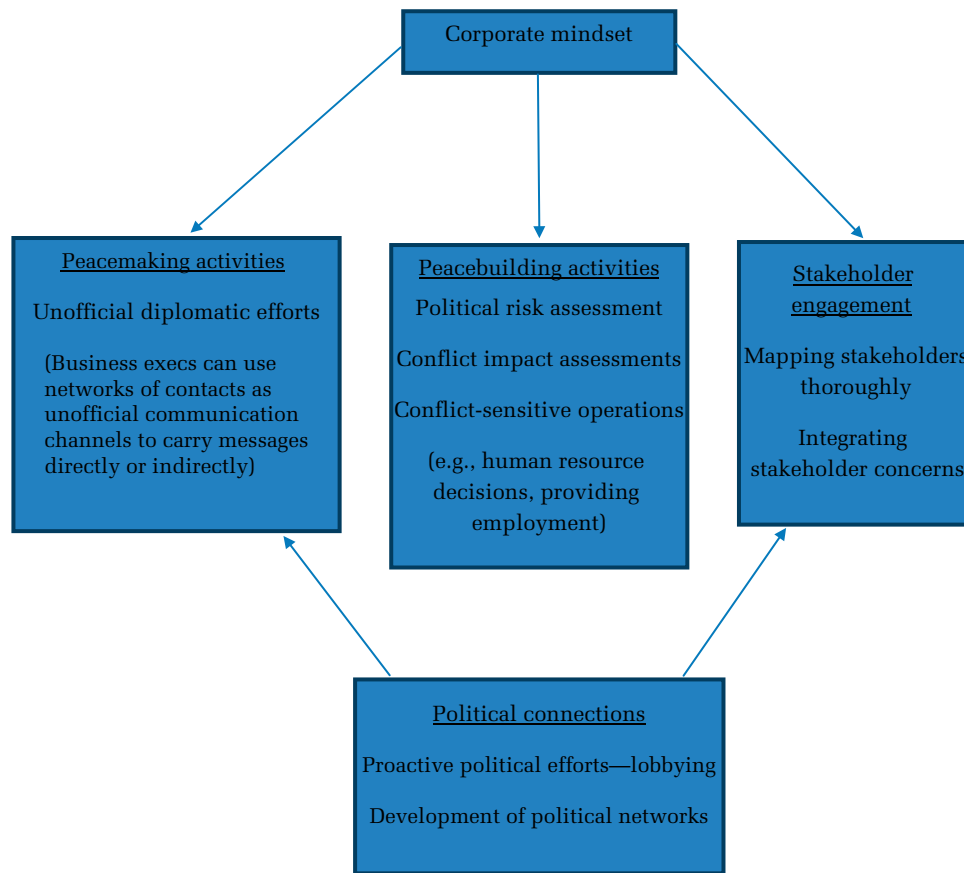 Corporate mindset
Peacemaking activities
Unofficial diplomatic efforts
(Business execs can use
networks of contacts as
unofficial communication
channels to carry messages
directly or indirectly)
Peacebuilding activities
Political risk assessment
Conflict impact assessments
Conflict-sensitive operations
(e.g., human resource
decisions, providing
employment)
Stakeholder
engagement
Mapping stakeholders
thoroughly
Integrating
stakeholder concerns
Political connections
Proactive political efforts—lobbying
Development of political networks